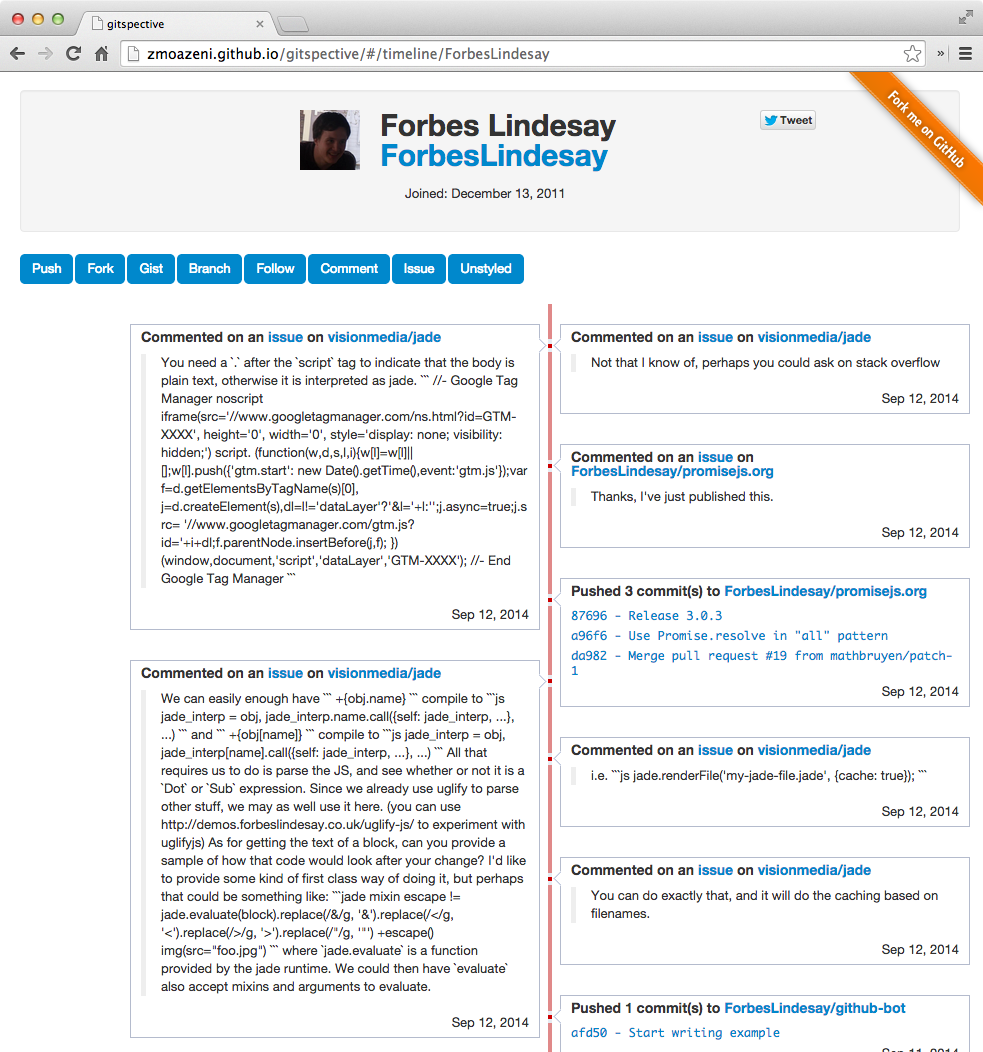 gitspective
zmoazeni.github.io/gitspective/#/timeline/ForbesLindesay
Fork me on GitHub
Forbes Lindesay
ForbesLindesay
Tweet
Joined: December 13, 2011
Push
Fork
Gist
Branch
Follow
Comment
Issue
Unstyled
Commented on an issue on visionmedia/jade
You need a `.` after the `script` tag to indicate that the body is
plain text, otherwise it is interpreted as jade. ``` //- Google Tag
Manager noscript
iframe(src='//www.googletagmanager.com/ns.html?id=GTM-
XXXX', height='0', width='0', style='display: none; visibility:
hidden;') script. (function(w,d,s,l,i){w[l]=w[l]||
[];w[l].push({'gtm.start': new Date().getTime(),event:'gtm.js'});var
f=d.getElementsByTagName(s)[0],
j=d.createElement(s),dl=l!='dataLayer'?'&l='+l:'';j.async=true;j.s
rc= '//www.googletagmanager.com/gtm.js?
id='+i+dl;f.parentNode.insertBefore(j,f); })
(window,document,'script','dataLayer','GTM-XXXX'); //- End
Google Tag Manager ```
Sep 12, 2014
Commented on an issue on visionmedia/jade
We can easily enough have ``` +{obj.name} ``` compile to ```js
jade_interp = obj, jade_interp.name.call({self: jade_interp, ...},
...) ``` and ``` +{obj[name]} ``` compile to ```js jade_interp = obj,
jade_interp[name].call({self: jade_interp, ...}, ...) ``` All that
requires us to do is parse the JS, and see whether or not it is a
`Dot` or `Sub` expression. Since we already use uglify to parse
other stuff, we may as well use it here. (you can use
http://demos.forbeslindesay.co.uk/uglify-js/ to experiment with
uglifyjs) As for getting the text of a block, can you provide a
sample of how that code would look after your change? I'd like
to provide some kind of first class way of doing it, but perhaps
that could be something like: ```jade mixin escape !=
jade.evaluate(block).replace(/&/g, '&').replace(/</g,
'<').replace(/>/g, '>').replace(/"/g, '"') +escape()
img(src="foo.jpg") ``` where `jade.evaluate` is a function
provided by the jade runtime. We could then have `evaluate`
also accept mixins and arguments to evaluate.
Sep 12, 2014
Commented on an issue on visionmedia/jade
Not that I know of, perhaps you could ask on stack overflow
Sep 12, 2014
Commented on an issue on
ForbesLindesay/promisejs.org
Thanks, I've just published this.
Sep 12, 2014
Pushed 3 commit(s) to ForbesLindesay/promisejs.org
87696 - Release 3.0.3
a96f6 - Use Promise.resolve in "all" pattern
da982 - Merge pull request #19 from mathbruyen/patch-
1
Sep 12, 2014
Commented on an issue on visionmedia/jade
i.e. ```js jade.renderFile('my-jade-file.jade', {cache: true}); ```
Sep 12, 2014
Commented on an issue on visionmedia/jade
You can do exactly that, and it will do the caching based on
filenames.
Sep 12, 2014
Pushed 1 commit(s) to ForbesLindesay/github-bot
afd50 - Start writing example
Sep 11, 2014